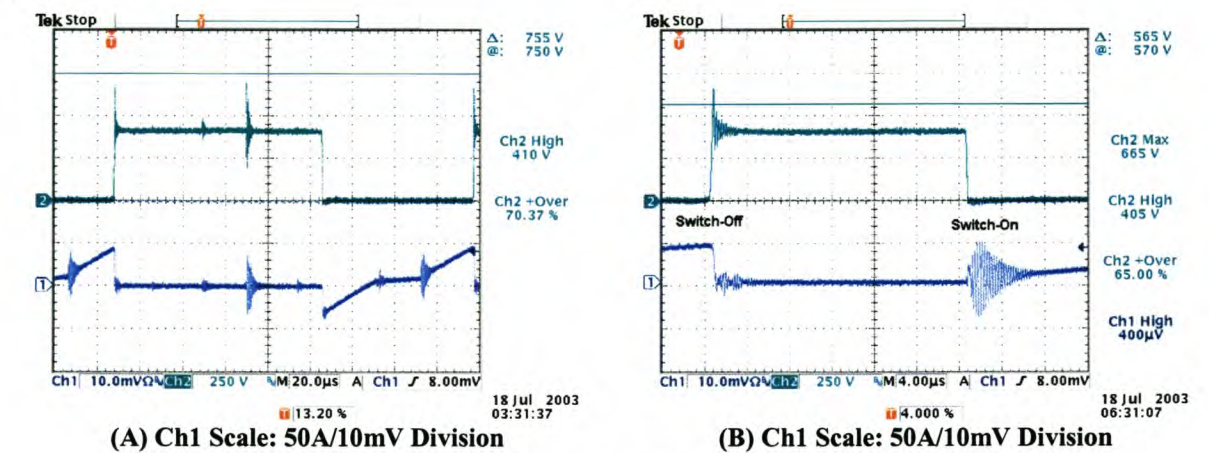 Tek Stop
Δ: 755 V
@: 750 V
Ch2 High
410 V
Ch2 +Over
70.37 %
2
1
Ch1 10.0mVΩ Ch2 250 V M 20.0µs A Ch1 8.00mV
13.20 %
18 Jul 2003
03:31:37
(A) Ch1 Scale: 50A/10mV Division
Tek Stop
Δ: 565 V
@: 570 V
Ch2 Max
665 V
Ch2 High
405 V
Ch2 +Over
65.00 %
Ch1 High
400µV
2
Switch-Off
Switch-On
1
Ch1 10.0mVΩ Ch2 250 V M 4.00µs A Ch1 8.00mV
4.000 %
18 Jul 2003
06:31:07
(B) Ch1 Scale: 50A/10mV Division